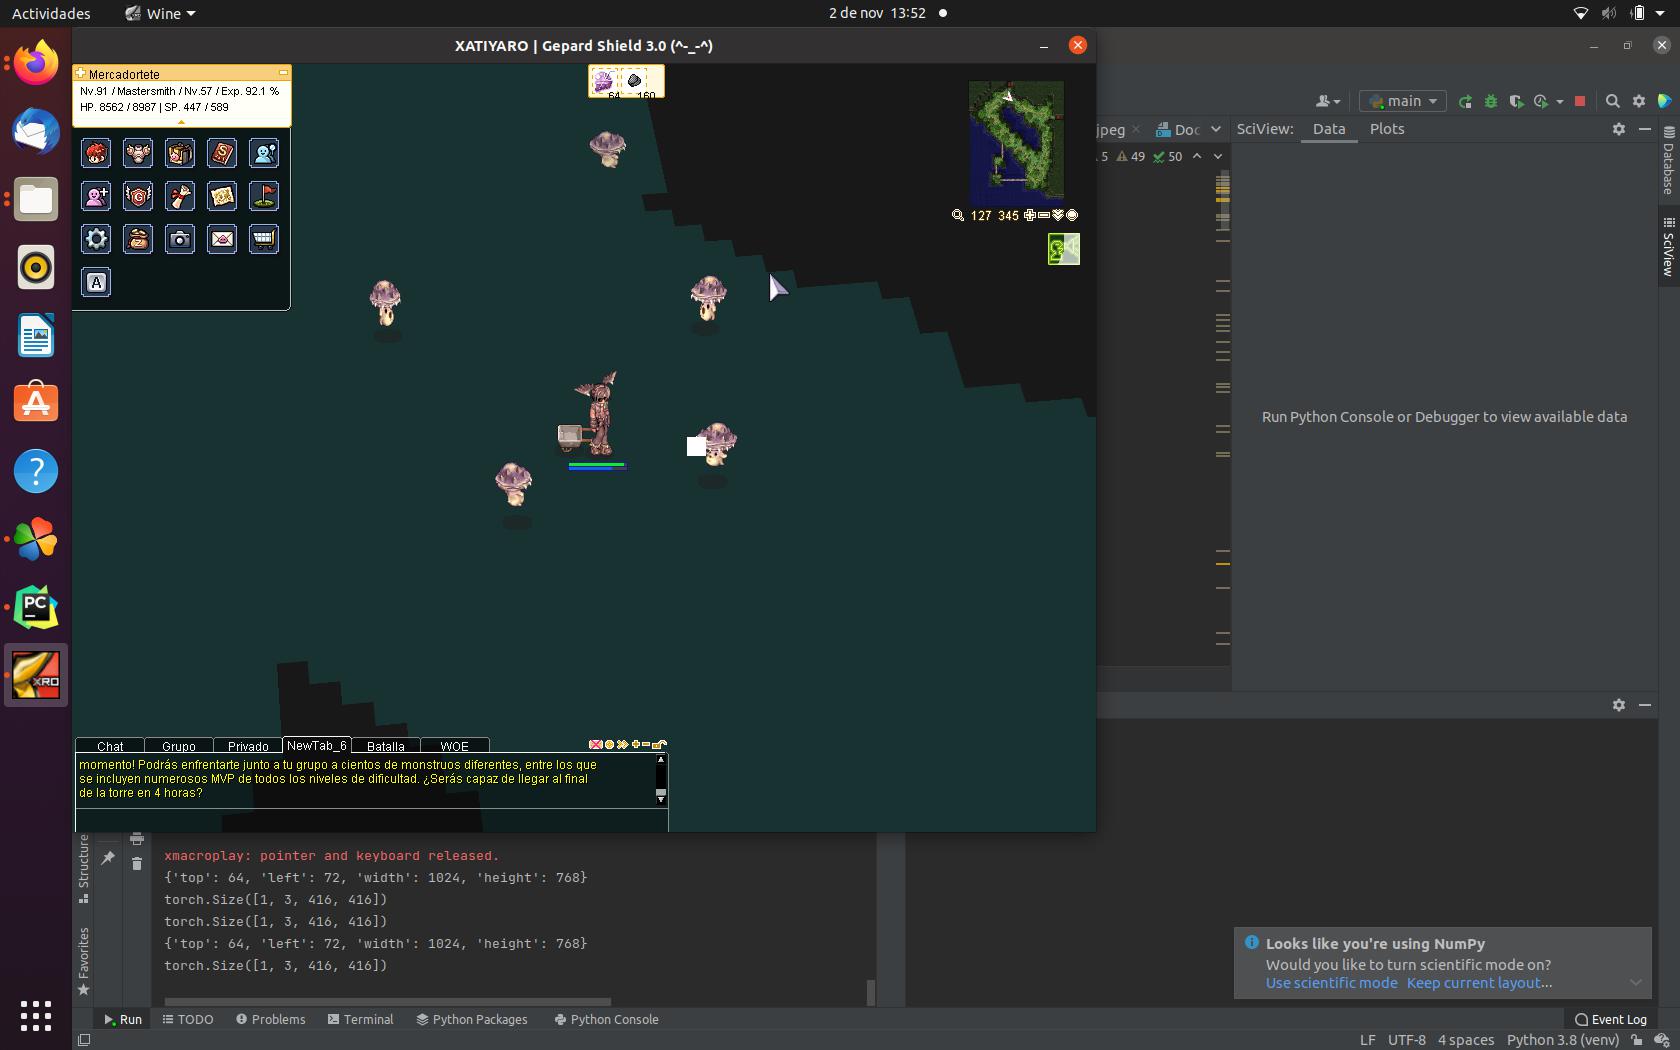 Actividades
Wine
2 de nov 13:52
XATIYARO | Gepard Shield 3.0 (^-_-^)
Mercadortete
Nv.91 / Mastersmith / Nv.57 / Exp. 92.1 %
HP. 8562 / 8987 | SP. 447 / 589
64
160
A
127 345
main
jpeg
Doc
SciView:
Data
Plots
5
49
50
Database
SciView
Run Python Console or Debugger to view available data
PC
XRO
Chat
Grupo
Privado
NewTab_6
Batalla
WOE
momento! Podrás enfrentarte junto a tu grupo a cientos de monstruos diferentes, entre los que
se incluyen numerosos MVP de todos los niveles de dificultad. ¿Serás capaz de llegar al final
de la torre en 4 horas?
Structure
Favorites
xmacroplay: pointer and keyboard released.
{'top': 64, 'left': 72, 'width': 1024, 'height': 768}
torch.Size([1, 3, 416, 416])
torch.Size([1, 3, 416, 416])
{'top': 64, 'left': 72, 'width': 1024, 'height': 768}
torch.Size([1, 3, 416, 416])
Looks like you're using NumPy
Would you like to turn scientific mode on?
Use scientific mode Keep current layout...
Run
TODO
Problems
Terminal
Python Packages
Python Console
Event Log
LF UTF-8 4 spaces Python 3.8 (venv)